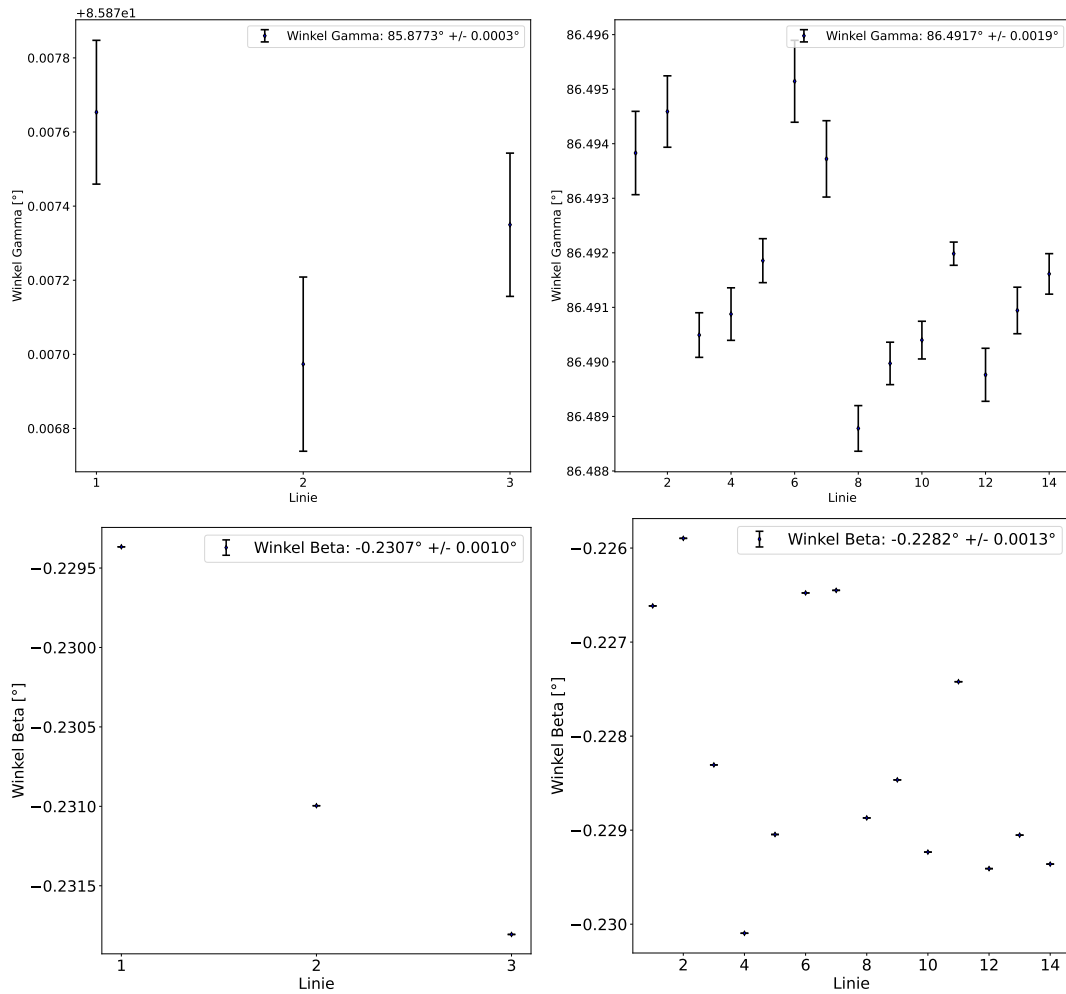 +8.587e1
Winkel Gamma: 85.8773° +/- 0.0003°
0.0078
0.0076
0.0074
0.0072
0.0070
0.0068
Winkel Gamma [°]
1 2 3
Linie
Winkel Gamma: 86.4917° +/- 0.0019°
86.496
86.495
86.494
86.493
86.492
86.491
86.490
86.489
86.488
Winkel Gamma [°]
2 4 6 8 10 12 14
Linie
Winkel Beta: -0.2307° +/- 0.0010°
−0.2295
−0.2300
−0.2305
−0.2310
−0.2315
Winkel Beta [°]
1 2 3
Linie
Winkel Beta: -0.2282° +/- 0.0013°
−0.226
−0.227
−0.228
−0.229
−0.230
Winkel Beta [°]
2 4 6 8 10 12 14
Linie